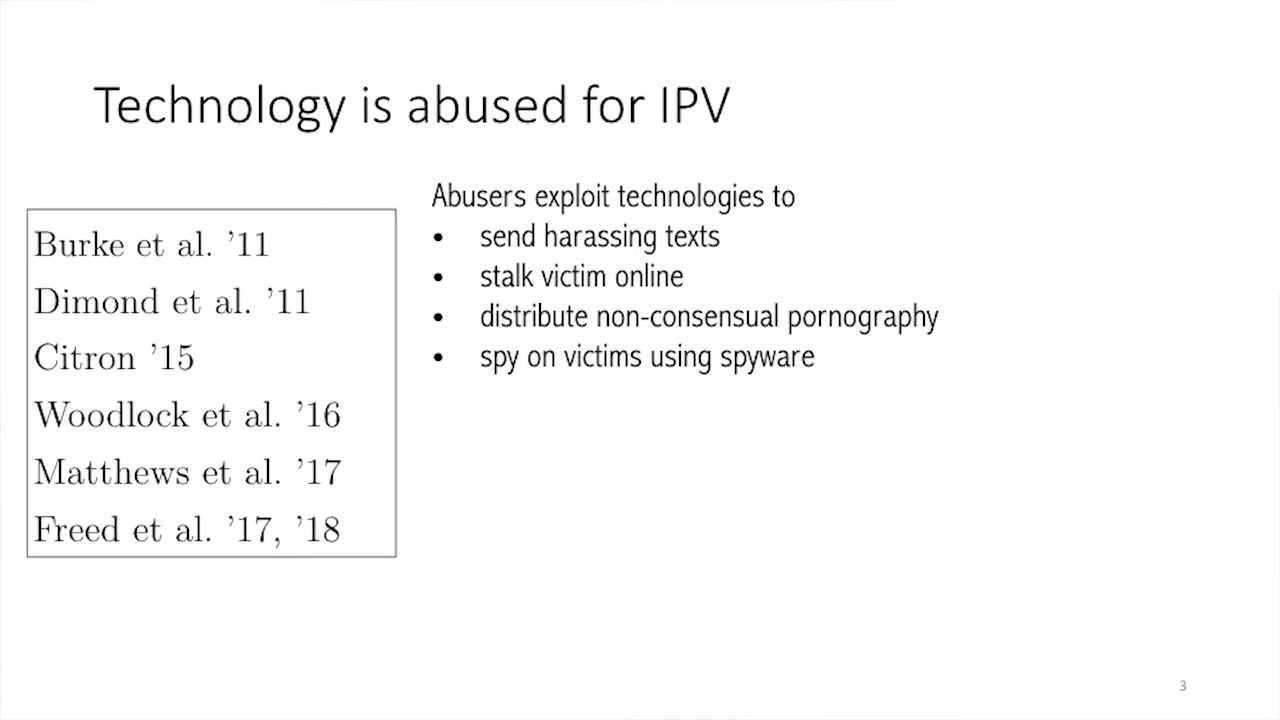 Technology is abused for IPV
Burke et al. ’11
Dimond et al. ’11
Citron ’15
Woodlock et al. ’16
Matthews et al. ’17
Freed et al. ’17, ’18
Abusers exploit technologies to
• send harassing texts
• stalk victim online
• distribute non-consensual pornography
• spy on victims using spyware
3